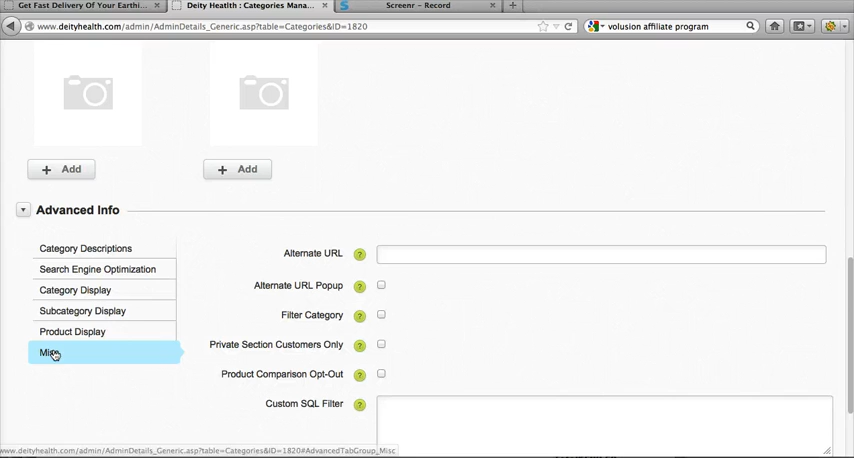 Get Fast Delivery Of Your Earthi...
Deity Health : Categories Mana...
Screenr - Record
www.deityhealth.com/admin/AdminDetails_Generic.asp?table=Categories&ID=1820
volusion affiliate program
+ Add
+ Add
Advanced Info
Category Descriptions
Search Engine Optimization
Category Display
Subcategory Display
Product Display
Misc
Alternate URL ?
Alternate URL Popup ?
Filter Category ?
Private Section Customers Only ?
Product Comparison Opt-Out ?
Custom SQL Filter ?
www.deityhealth.com/admin/AdminDetails_Generic.asp?table=Categories&ID=1820#AdvancedTabGroup_Misc